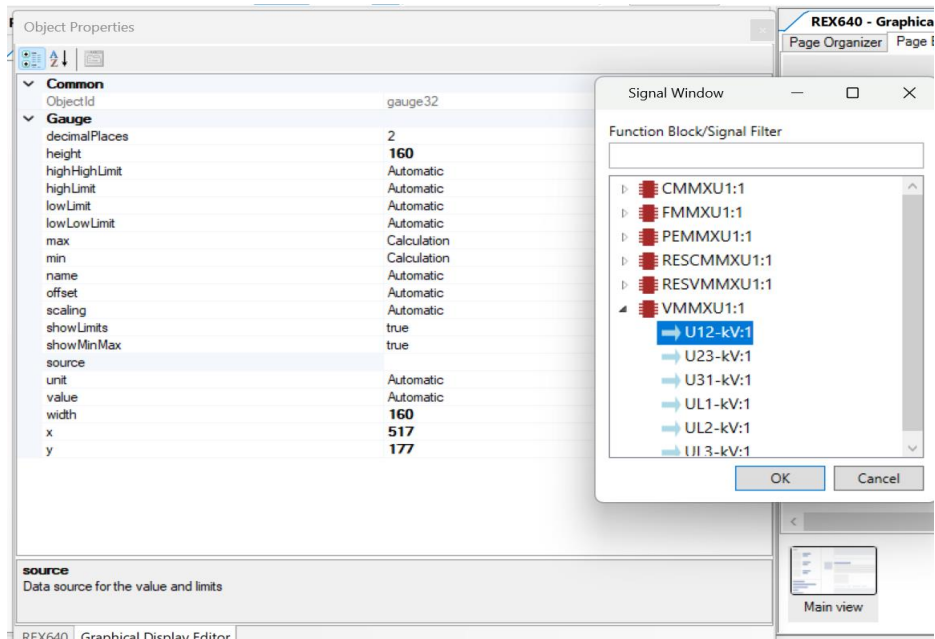 Object Properties
Common
ObjectId gauge32
Gauge
decimalPlaces 2
height 160
highHighLimit Automatic
highLimit Automatic
lowLimit Automatic
lowLowLimit Automatic
max Calculation
min Calculation
name Automatic
offset Automatic
scaling Automatic
showLimits true
showMinMax true
source
unit Automatic
value Automatic
width 160
x 517
y 177
source
Data source for the value and limits
REX640 Graphical Display Editor
REX640 - Graphica
Page Organizer Page E
Signal Window
Function Block/Signal Filter
CMMXU1:1
FMMXU1:1
PEMMXU1:1
RESCMMXU1:1
RESVMMXU1:1
VMMXU1:1
U12-kV:1
U23-kV:1
U31-kV:1
UL1-kV:1
UL2-kV:1
UL3-kV:1
OK Cancel
Main view